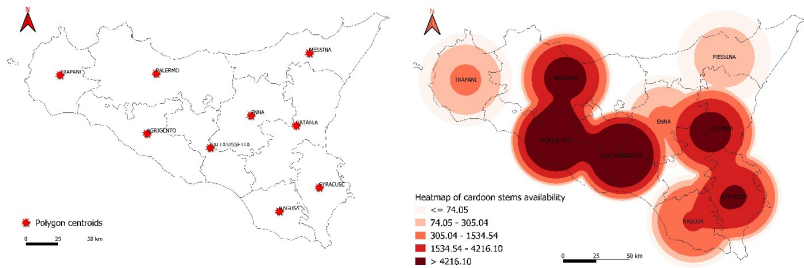 MESSINA
TRAPANI
PALERMO
ENNA
CATANIA
AGRIGENTO
CALTANISSETTA
SYRACUSE
RAGUSA
Polygon centroids
0 25 50 km
MESSINA
TRAPANI
PALERMO
ENNA
CATANIA
AGRIGENTO
CALTANISSETTA
SYRACUSE
RAGUSA
Heatmap of cardoon stems availability
<= 74.05
74.05 - 305.04
305.04 - 1534.54
1534.54 - 4216.10
> 4216.10
0 25 50 km